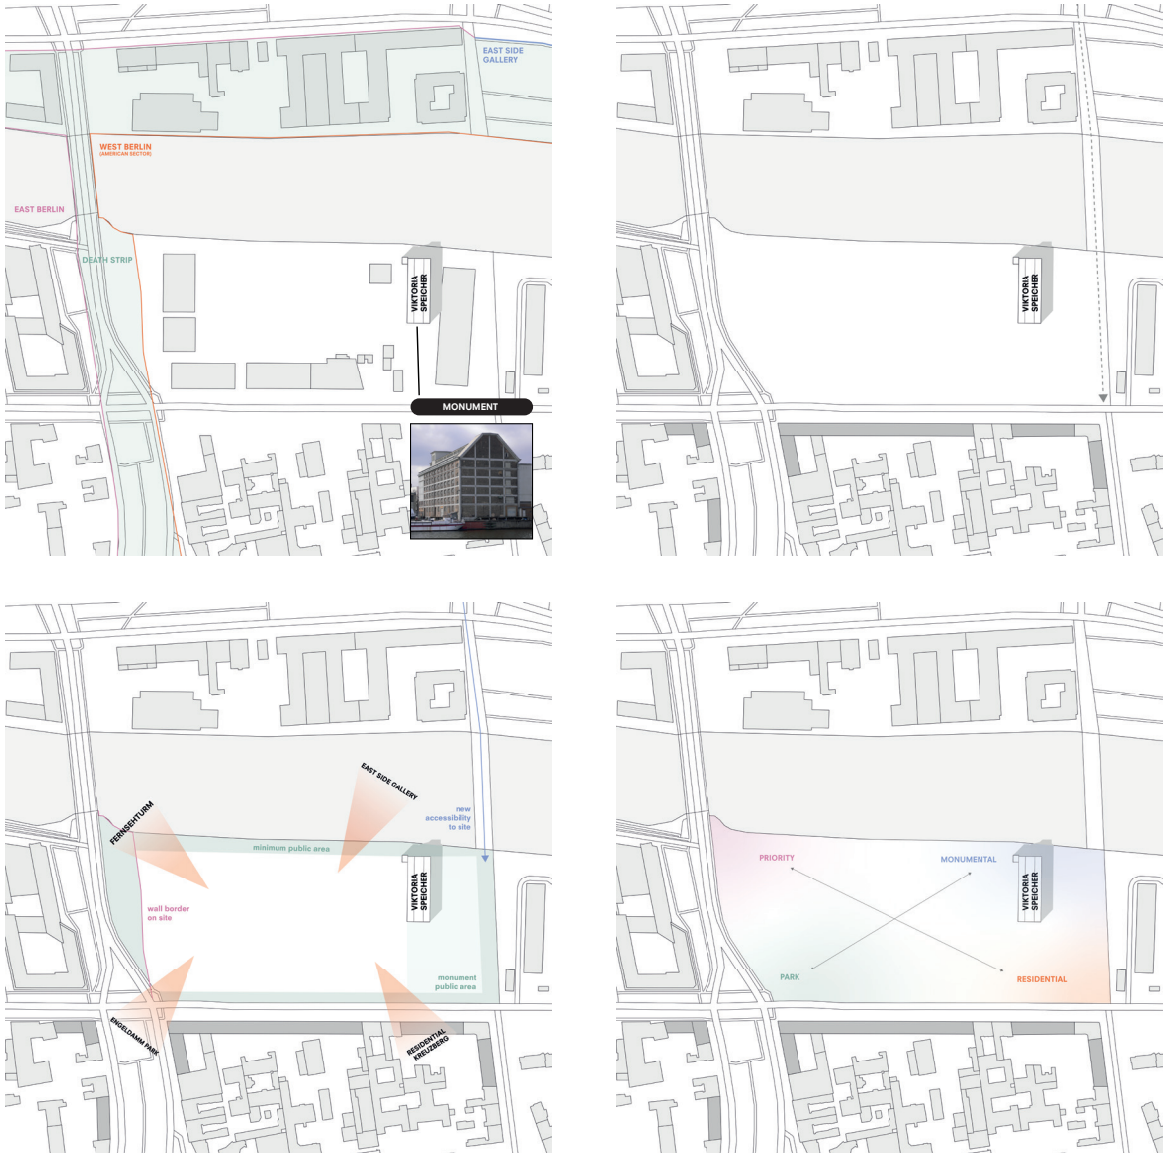 EAST SIDE
GALLERY
WEST BERLIN
(AMERICAN SECTOR)
EAST BERLIN
DEATH STRIP
VIKTORIA
SPEICHER
MONUMENT
VIKTORIA
SPEICHER
FERNSEHTURM
EAST SIDE GALLERY
new
accessibility
to site
minimum public area
VIKTORIA
SPEICHER
wall border
on site
monument
public area
ENGELDAMM PARK
RESIDENTIAL
KREUZBERG
PRIORITY
MONUMENTAL
VIKTORIA
SPEICHER
PARK
RESIDENTIAL